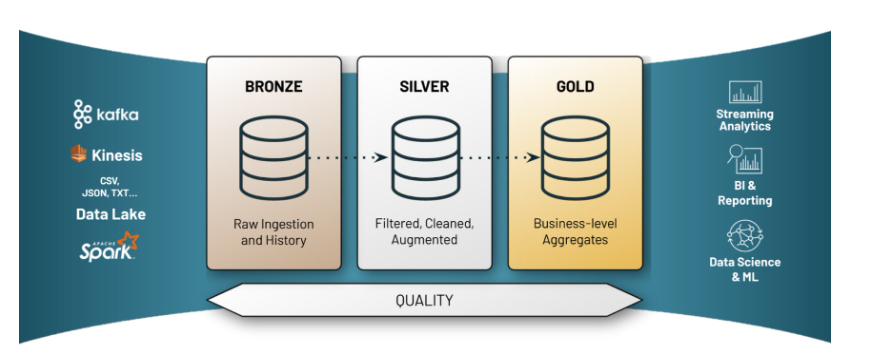 kafka
Kinesis
CSV,
JSON, TXT...
Data Lake
APACHE
Spark
BRONZE
Raw Ingestion
and History
SILVER
Filtered, Cleaned,
Augmented
GOLD
Business-level
Aggregates
QUALITY
Streaming
Analytics
BI &
Reporting
Data Science
& ML